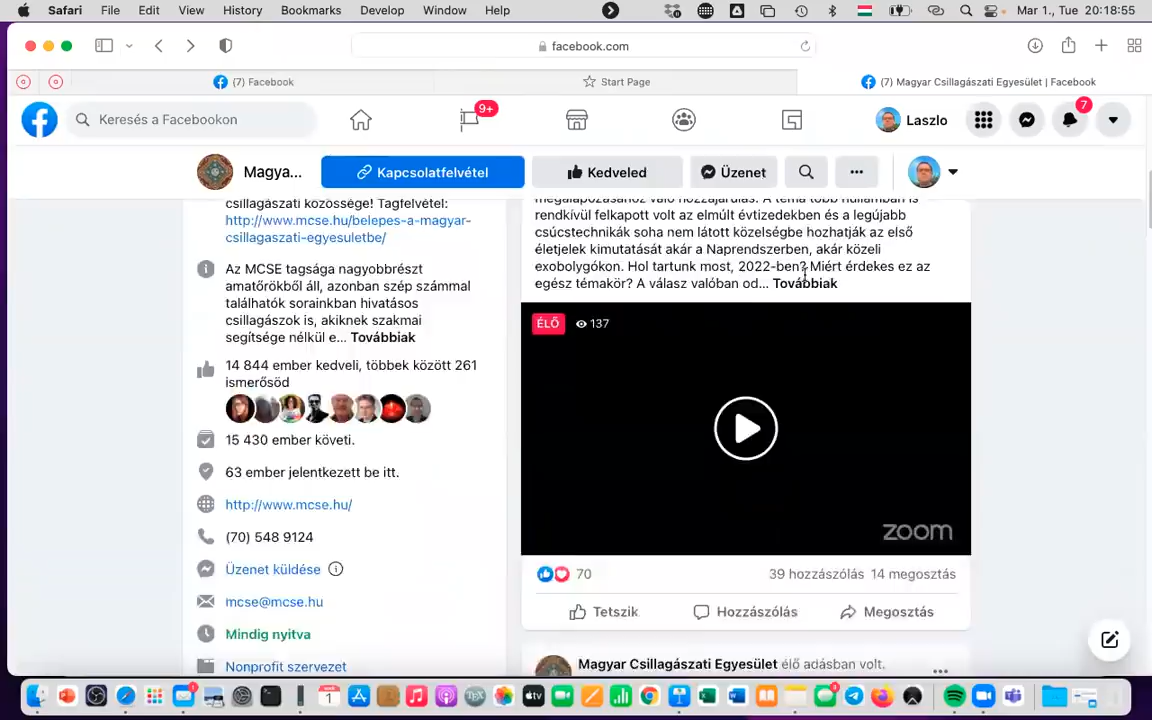 Safari File Edit View History Bookmarks Develop Window Help Mar 1., Tue 20:18:55
facebook.com
(7) Facebook
Start Page
(7) Magyar Csillagászati Egyesület | Facebook
Keresés a Facebookon
9+
Laszlo
7
Magya...
Kapcsolatfelvétel
Kedveled
Üzenet
csillagászati közössége! Tagfelvétel:
http://www.mcse.hu/belepes-a-magyar-
csillagaszati-egyesuletbe/
Az MCSE tagsága nagyobbrészt
amatőrökből áll, azonban szép számmal
találhatók sorainkban hivatásos
csillagászok is, akiknek szakmai
segítsége nélkül e... Továbbiak
14 844 ember kedveli, többek között 261
ismerősöd
15 430 ember követi.
63 ember jelentkezett be itt.
http://www.mcse.hu/
(70) 548 9124
Üzenet küldése
mcse@mcse.hu
Mindig nyitva
Nonprofit szervezet
megalapozásához való hozzájárulás. A téma több hullámban is
rendkívül felkapott volt az elmúlt évtizedekben és a legújabb
csúcstechnikák soha nem látott közelségbe hozhatják az első
életjelek kimutatását akár a Naprendszerben, akár közeli
exobolygókon. Hol tartunk most, 2022-ben? Miért érdekes ez az
egész témakör? A válasz valóban od... Továbbiak
ÉLŐ 137
zoom
70
39 hozzászólás 14 megosztás
Tetszik
Hozzászólás
Megosztás
Magyar Csillagászati Egyesület élő adásban volt.